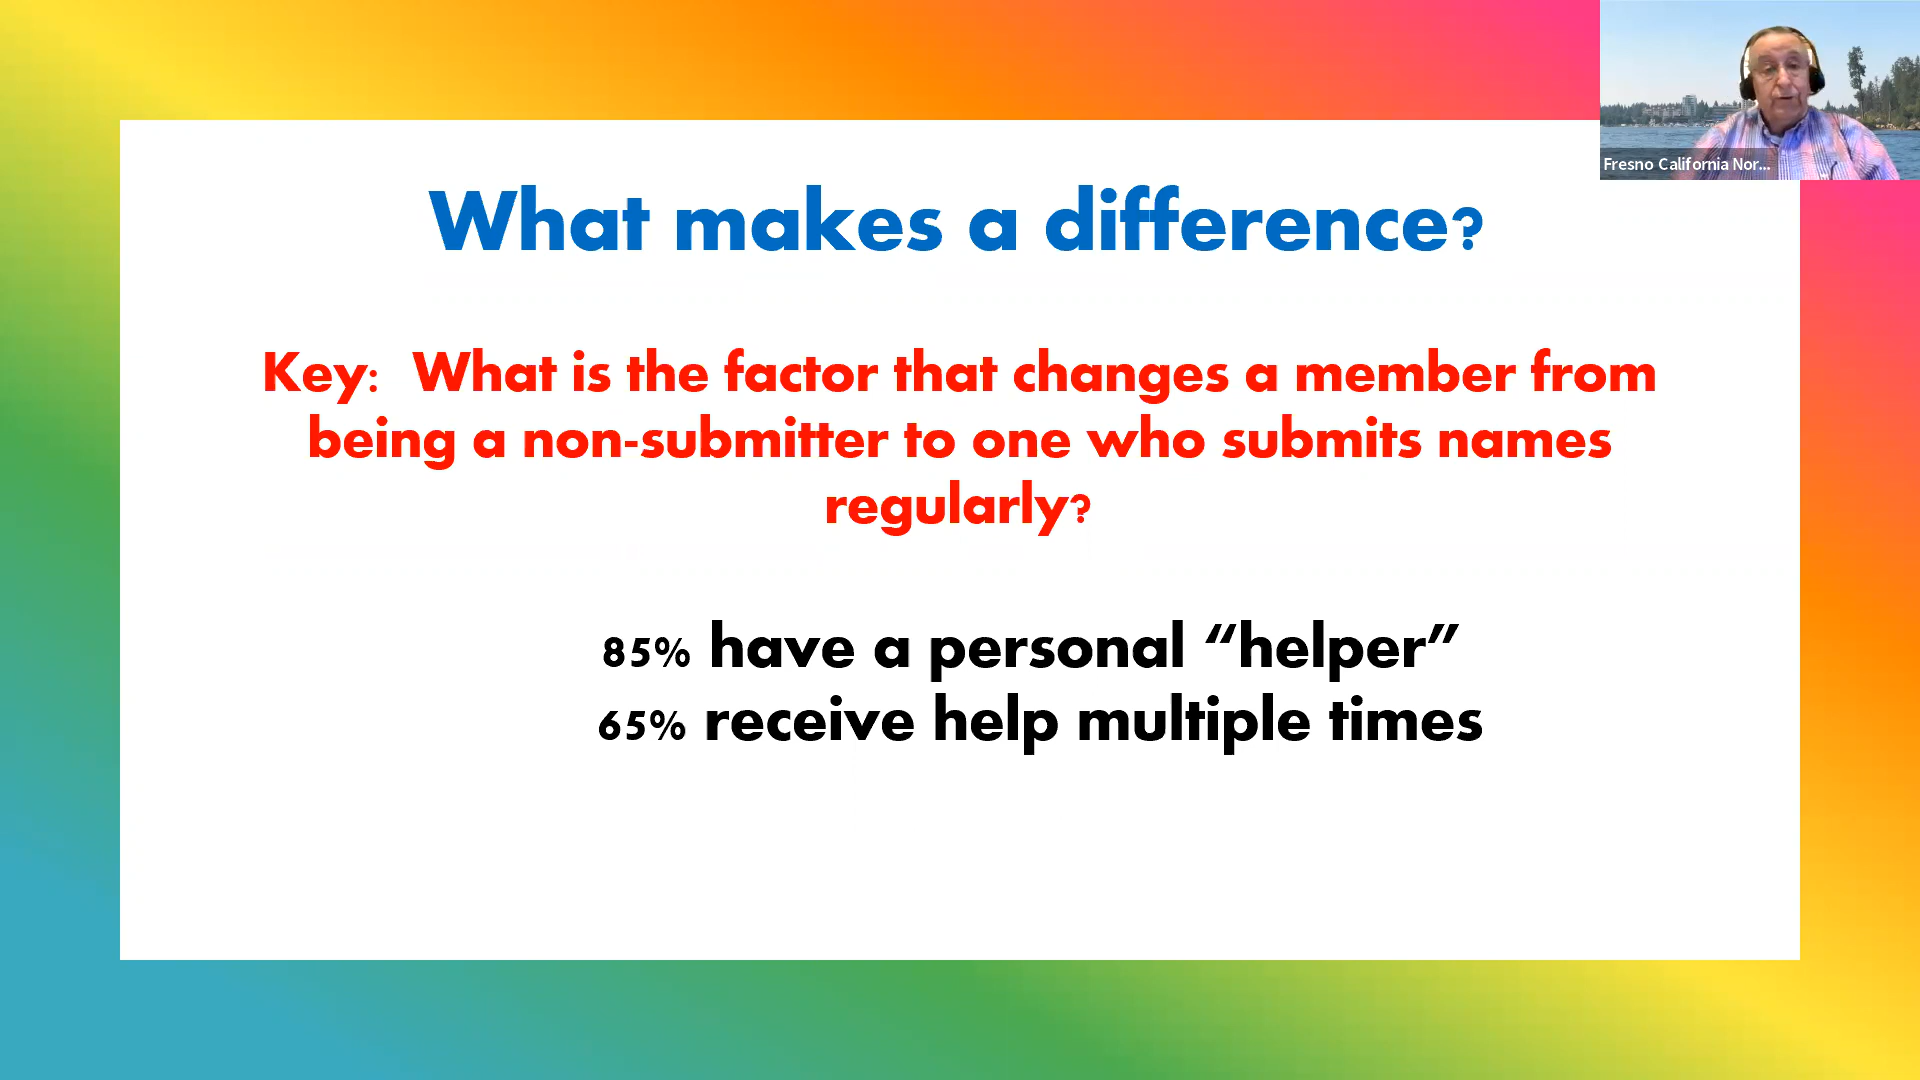 What makes a difference?
Key: What is the factor that changes a member from
being a non-submitter to one who submits names
regularly?
85% have a personal “helper”
65% receive help multiple times
Fresno California Nor...